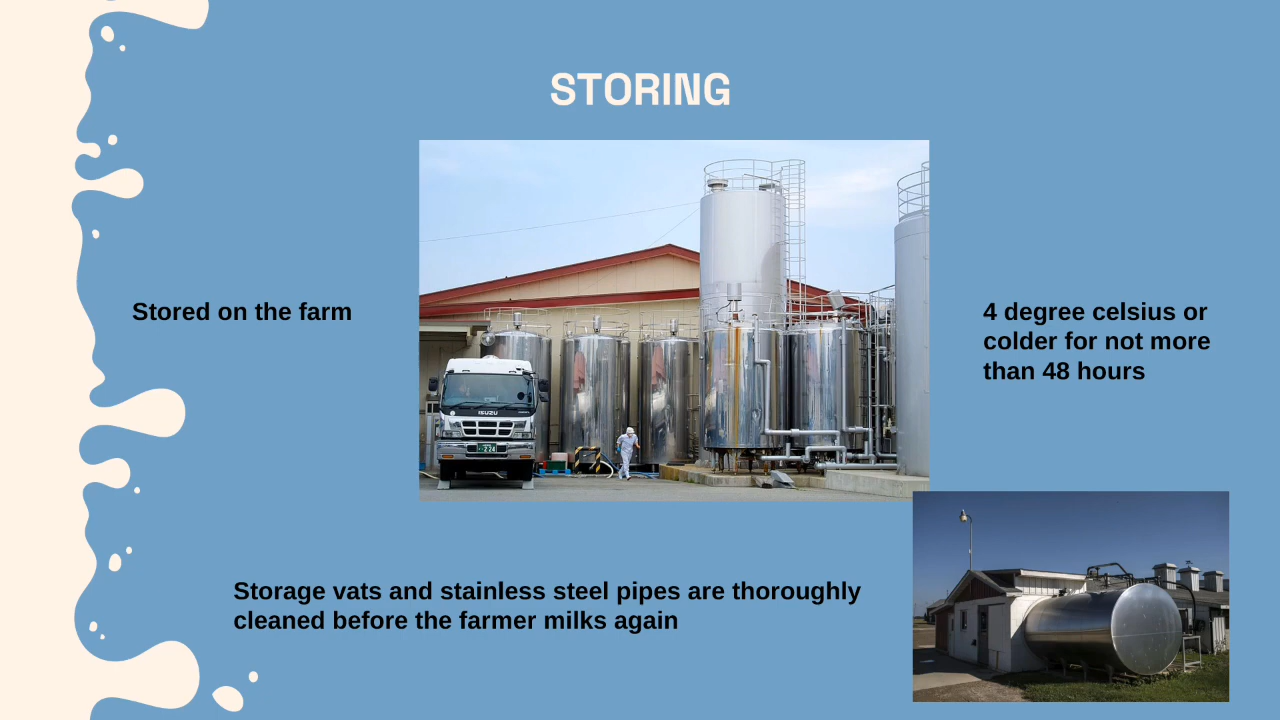 STORING
Stored on the farm
4 degree celsius or
colder for not more
than 48 hours
ISUZU
Storage vats and stainless steel pipes are thoroughly
cleaned before the farmer milks again